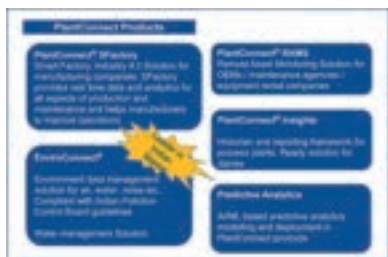 PlantConnect Products
PlantConnect® SFactory
Smart Factory, Industry 4.0 Solution for
manufacturing companies. SFactory
provides real time data and analytics for
all aspects of production and
maintenance and helps manufacturers
to improve operations
EnviroConnect®
Environment data management
solution for air, water, noise etc.
Compliant with Indian Pollution
Control Board guidelines
Water management Solution
PlantConnect® RAMS
Remote Asset Monitoring Solution for
OEMs / maintenance agencies /
equipment rental companies
PlantConnect® Insights
Historian and reporting framework for
process plants. Ready solution for
Predictive Analytics
AI/ML based predictive analytics
modelling and deployment in
PlantConnect products